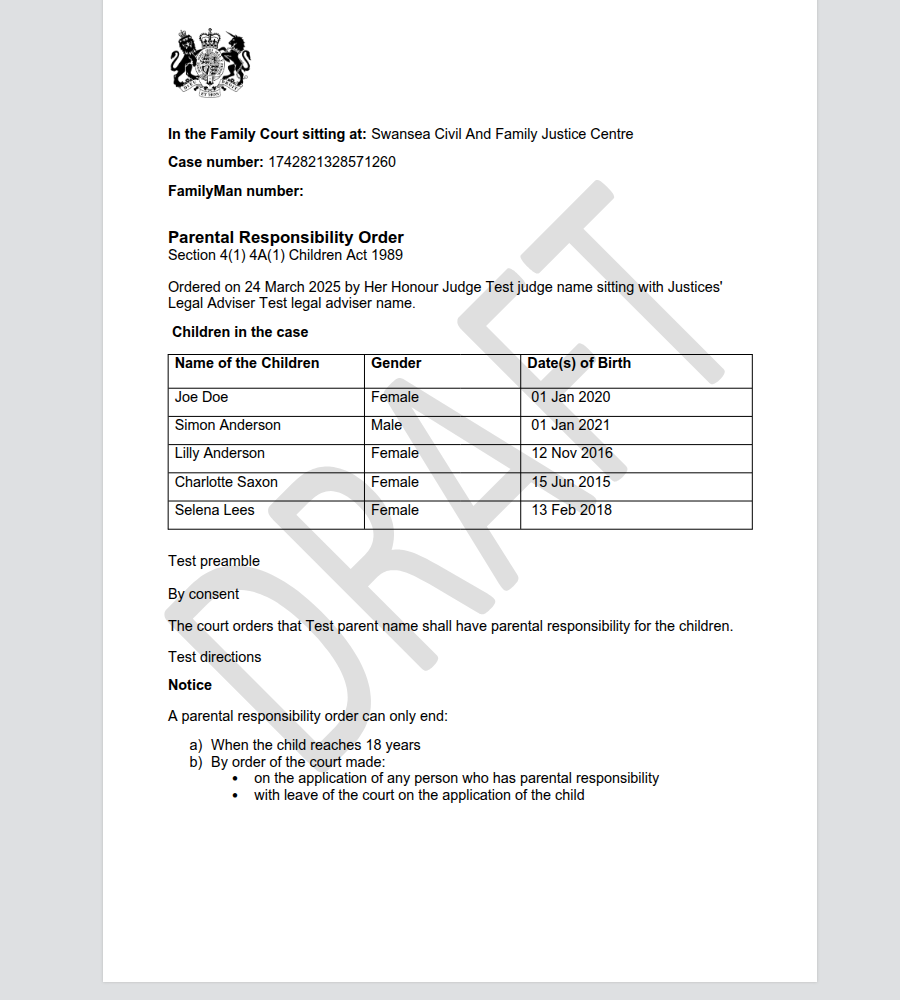 In the Family Court sitting at: Swansea Civil And Family Justice Centre
Case number: 1742821328571260
FamilyMan number:
Parental Responsibility Order
Section 4(1) 4A(1) Children Act 1989
Ordered on 24 March 2025 by Her Honour Judge Test judge name sitting with Justices'
Legal Adviser Test legal adviser name.
Children in the case
Name of the Children Gender Date(s) of Birth
Joe Doe Female 01 Jan 2020
Simon Anderson Male 01 Jan 2021
Lilly Anderson Female 12 Nov 2016
Charlotte Saxon Female 15 Jun 2015
Selena Lees Female 13 Feb 2018
Test preamble
By consent
The court orders that Test parent name shall have parental responsibility for the children.
Test directions
Notice
A parental responsibility order can only end:
a) When the child reaches 18 years
b) By order of the court made:
• on the application of any person who has parental responsibility
• with leave of the court on the application of the child
DRAFT